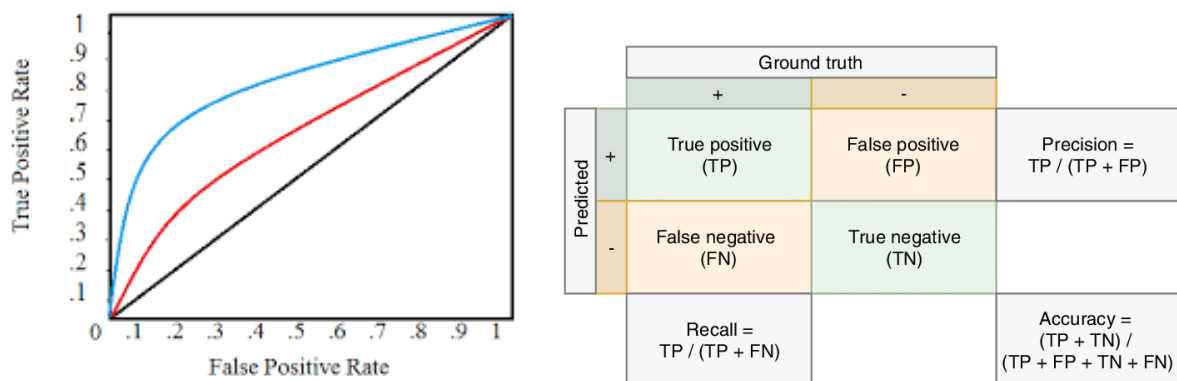 True Positive Rate
1
.9
.8
.7
.6
.5
.4
.3
.2
.1
0 .1 .2 .3 .4 .5 .6 .7 .8 .9 1
False Positive Rate
Ground truth
+ -
Predicted
+
True positive
(TP)
False positive
(FP)
Precision =
TP / (TP + FP)
-
False negative
(FN)
True negative
(TN)
Recall =
TP / (TP + FN)
Accuracy =
(TP + TN) /
(TP + FP + TN + FN)